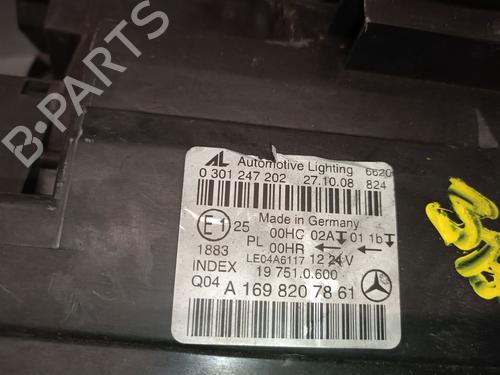 B-PARTS
AL Automotive Lighting 6620
0 301 247 202 27.10.08 824
Made in Germany
E1 25 00HC 02A 01 1b
1883 PL 00HR
LE04A6117 12 24V
INDEX 19 751.0.600
Q04 A 169 820 78 61